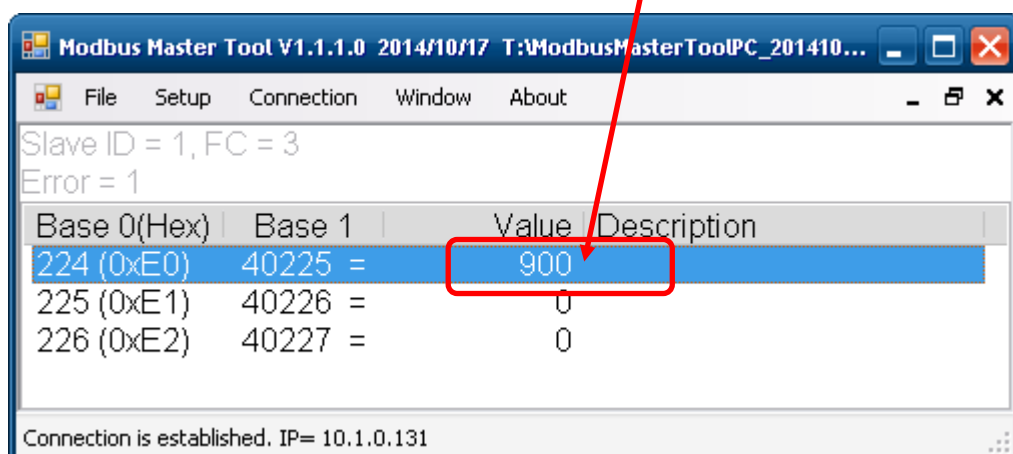 Modbus Master Tool V1.1.1.0 2014/10/17 T:\ModbusMasterToolPC_201410...
File Setup Connection Window About
Slave ID = 1, FC = 3
Error = 1
Base 0(Hex) Base 1 Value Description
224 (0xE0) 40225 = 900
225 (0xE1) 40226 = 0
226 (0xE2) 40227 = 0
Connection is established. IP= 10.1.0.131